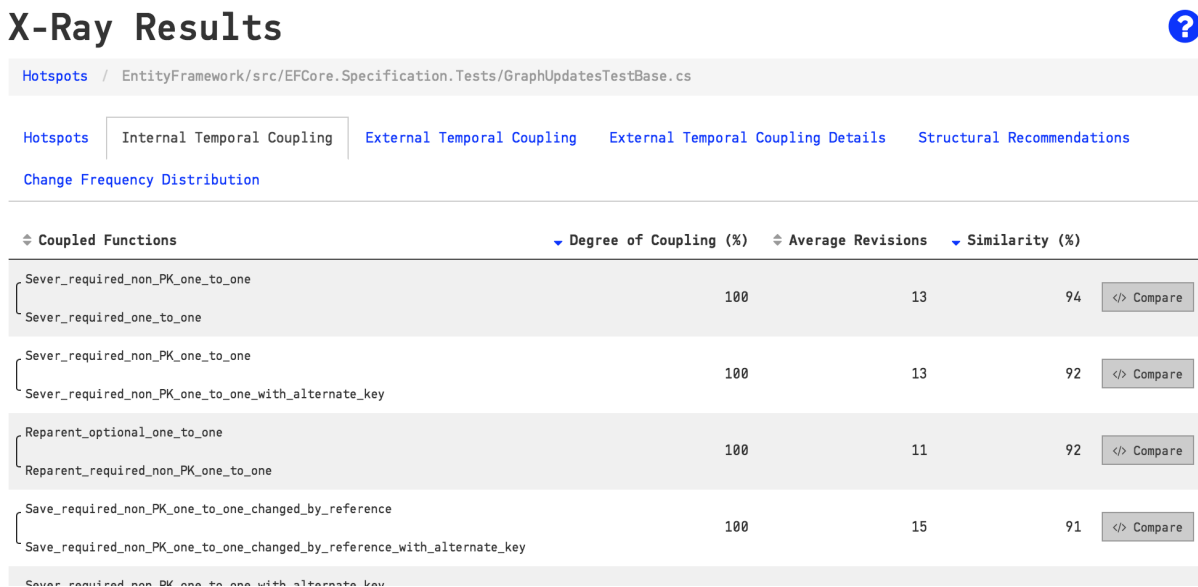 X-Ray Results
?
Hotspots / EntityFramework/src/EFCore.Specification.Tests/GraphUpdatesTestBase.cs
Hotspots Internal Temporal Coupling External Temporal Coupling External Temporal Coupling Details Structural Recommendations
Change Frequency Distribution
Coupled Functions Degree of Coupling (%) Average Revisions Similarity (%)
Sever_required_non_PK_one_to_one
100 13 94 </> Compare
Sever_required_one_to_one
Sever_required_non_PK_one_to_one
100 13 92 </> Compare
Sever_required_non_PK_one_to_one_with_alternate_key
Reparent_optional_one_to_one
100 11 92 </> Compare
Reparent_required_non_PK_one_to_one
Save_required_non_PK_one_to_one_changed_by_reference
100 15 91 </> Compare
Save_required_non_PK_one_to_one_changed_by_reference_with_alternate_key
Sever_required_non_PK_one_to_one_with_alternate_key